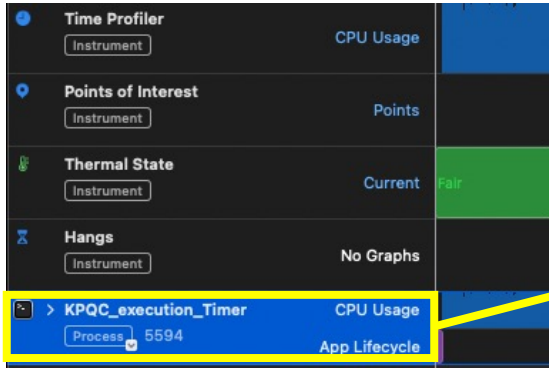 Time Profiler
Instrument
CPU Usage
Points of Interest
Instrument
Points
Thermal State
Instrument
Current
Fair
Hangs
Instrument
No Graphs
KPQC_execution_Timer
CPU Usage
Process 5594
App Lifecycle